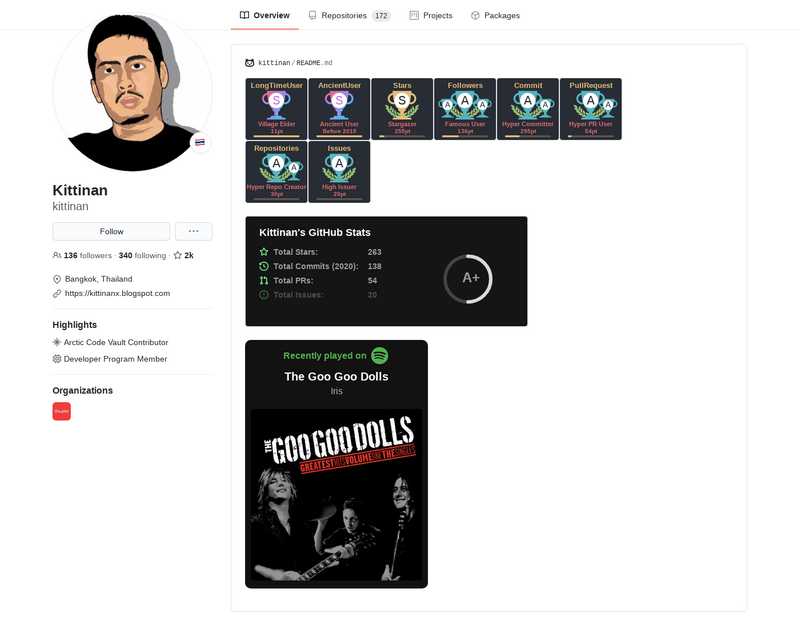 Overview
Repositories 172
Projects
Packages
Kittinan
kittinan
Follow
136 followers · 340 following · 2k
Bangkok, Thailand
https://kittinanx.blogspot.com
Highlights
Arctic Code Vault Contributor
Developer Program Member
Organizations
kittinan/README.md
LongTimeUser
S
Village Elder
11pt
AncientUser
S
Ancient User
Before 2010
Stars
S
Stargazer
255pt
Followers
A A A
Famous User
136pt
Commit
A A
Hyper Committer
295pt
PullRequest
A A
Hyper PR User
54pt
Repositories
A A
Hyper Repo Creator
30pt
Issues
A
High Issuer
20pt
Kittinan's GitHub Stats
Total Stars: 263
Total Commits (2020): 138
Total PRs: 54
Total Issues: 20
A+
Recently played on
The Goo Goo Dolls
Iris
THE GOO GOO DOLLS
GREATEST HITS VOLUME ONE THE SINGLES